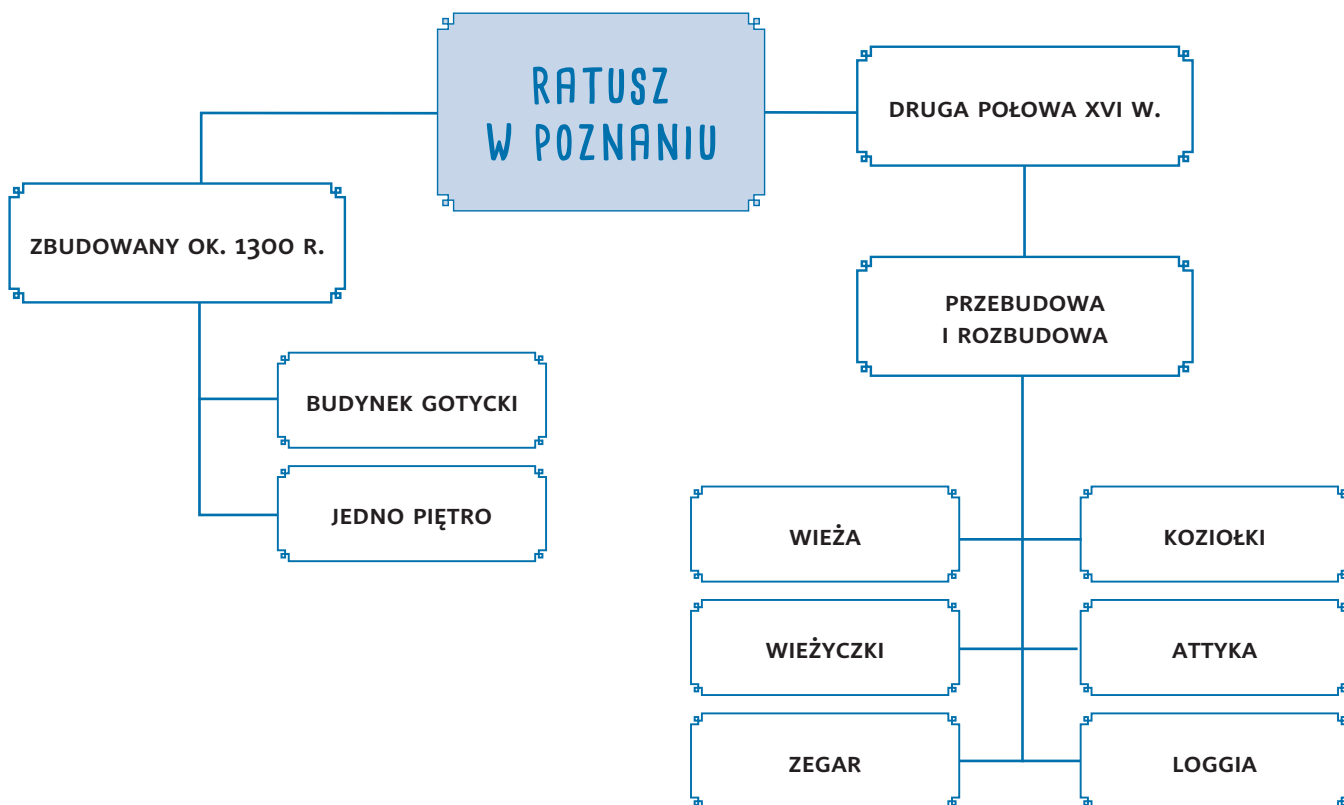 RATUSZ
W POZNANIU
ZBUDOWANY OK. 1300 R.
BUDYNEK GOTYCKI
JEDNO PIĘTRO
DRUGA POŁOWA XVI W.
PRZEBUDOWA
I ROZBUDOWA
WIEŻA
KOZIOŁKI
WIEŻYCZKI
ATTYKA
ZEGAR
LOGGIA